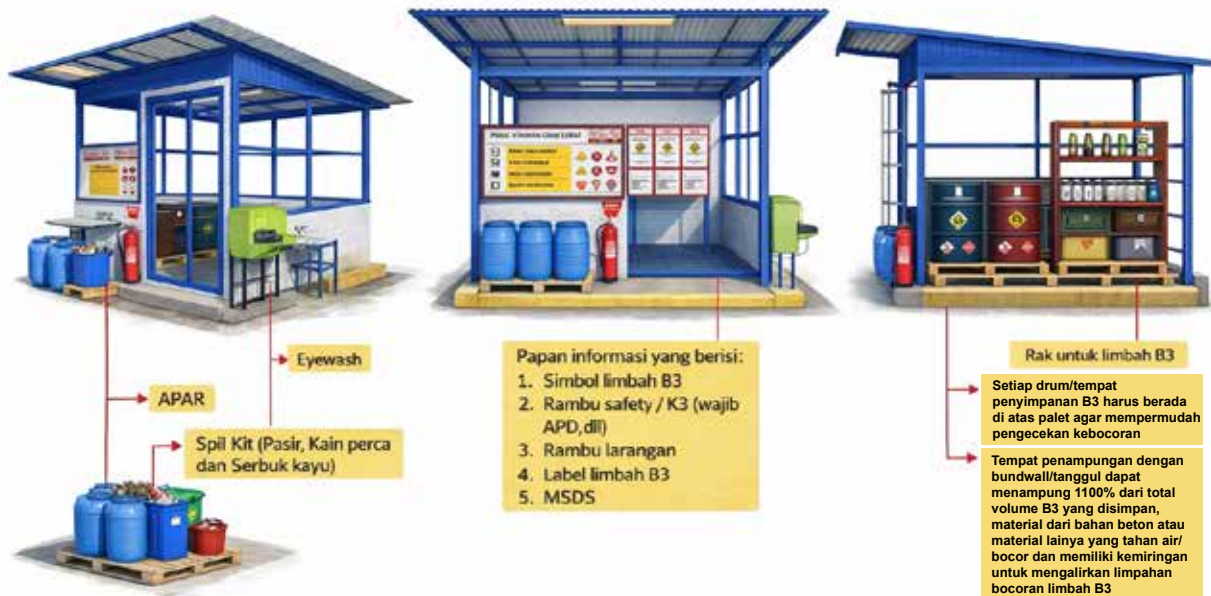 Eyewash
APAR
Spil Kit (Pasir, Kain perca
dan Serbuk kayu)
Papan informasi yang berisi:
1. Simbol limbah B3
2. Rambu safety / K3 (wajib
APD, dll)
3. Rambu larangan
4. Label limbah B3
5. MSDS
Rak untuk limbah B3
Setiap drum/tempat
penyimpanan B3 harus berada
di atas palet agar mempermudah
pengecekan kebocoran
Tempat penampungan dengan
bundwall/tanggul dapat
menampung 1100% dari total
volume B3 yang disimpan,
material dari bahan beton atau
material lainya yang tahan air/
bocor dan memiliki kemiringan
untuk mengalirkan limpahan
bocoran limbah B3